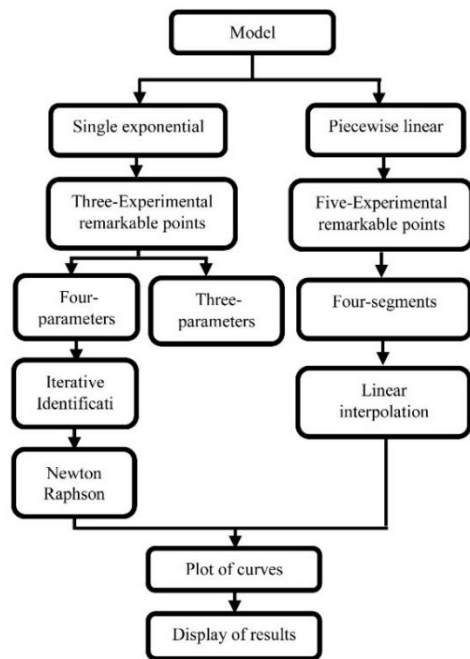 Model
Single exponential
Piecewise linear
Three-Experimental
remarkable points
Five-Experimental
remarkable points
Four-
parameters
Three-
parameters
Four-segments
Iterative
Identificati
Linear
interpolation
Newton
Raphson
Plot of curves
Display of results